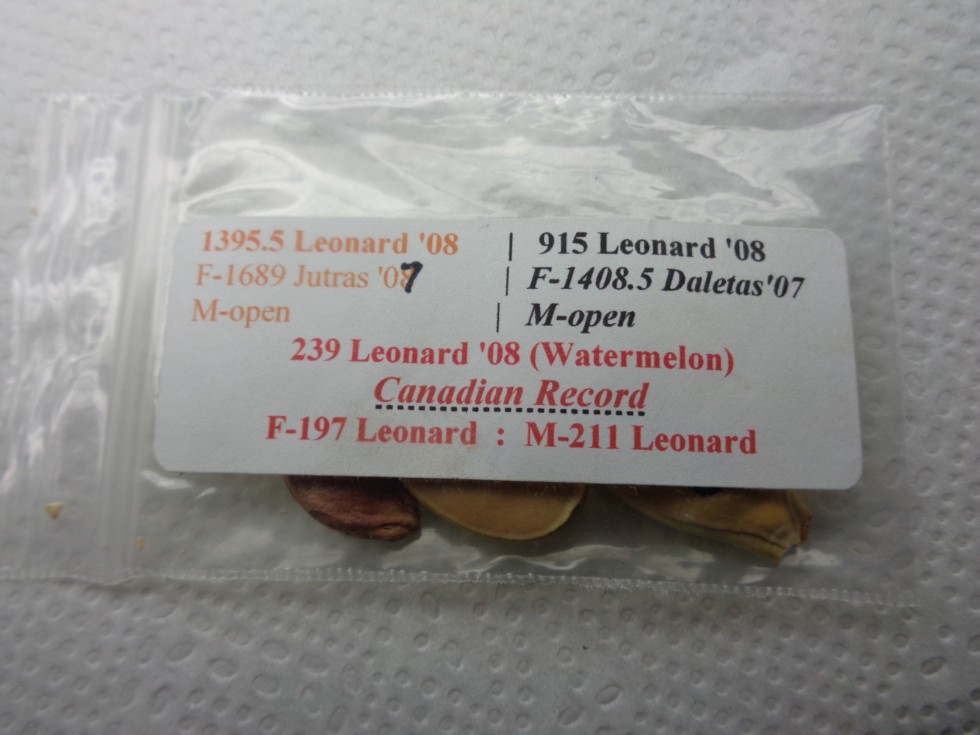 1395.5 Leonard '08 | 915 Leonard '08
F-1689 Jutras '07 | F-1408.5 Daletas'07
M-open | M-open
239 Leonard '08 (Watermelon)
Canadian Record
F-197 Leonard : M-211 Leonard